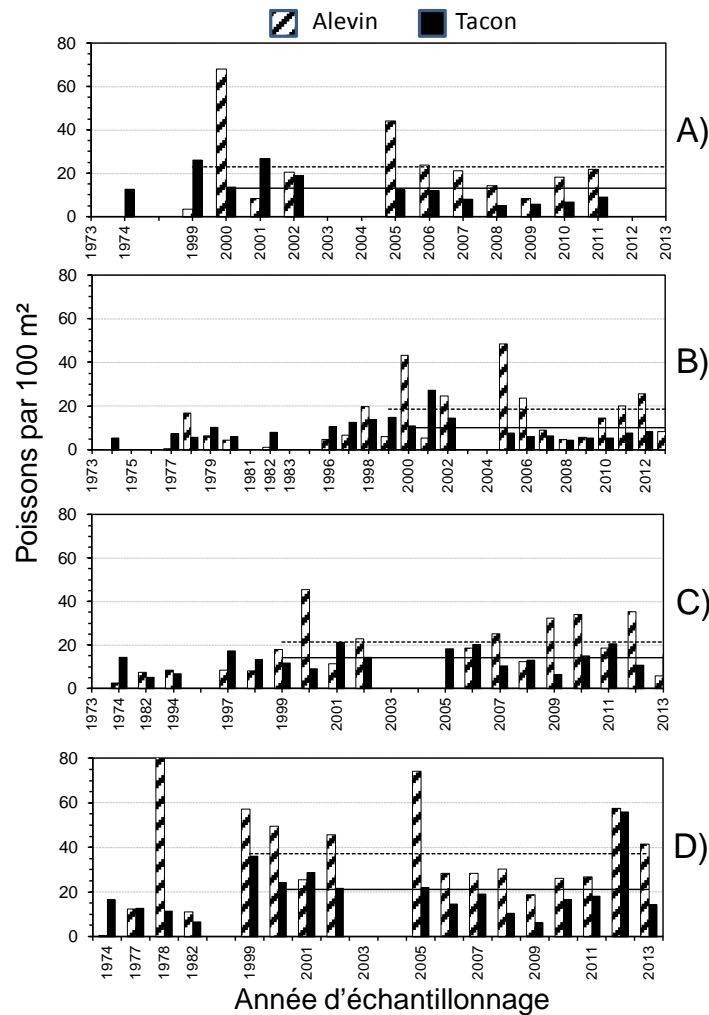 Alevin Tacon
Poissons par 100 m²
80
60
40
20
0
A)
1973 1974 1999 2000 2001 2002 2003 2004 2005 2006 2007 2008 2009 2010 2011 2012 2013
80
60
40
20
0
B)
1973 1975 1977 1979 1981 1982 1983 1996 1998 2000 2002 2004 2006 2008 2010 2012
80
60
40
20
0
C)
1973 1974 1982 1994 1997 1999 2001 2003 2005 2007 2009 2011 2013
80
60
40
20
0
D)
1974 1977 1978 1982 1999 2001 2003 2005 2007 2009 2011 2013
Année d'échantillonnage